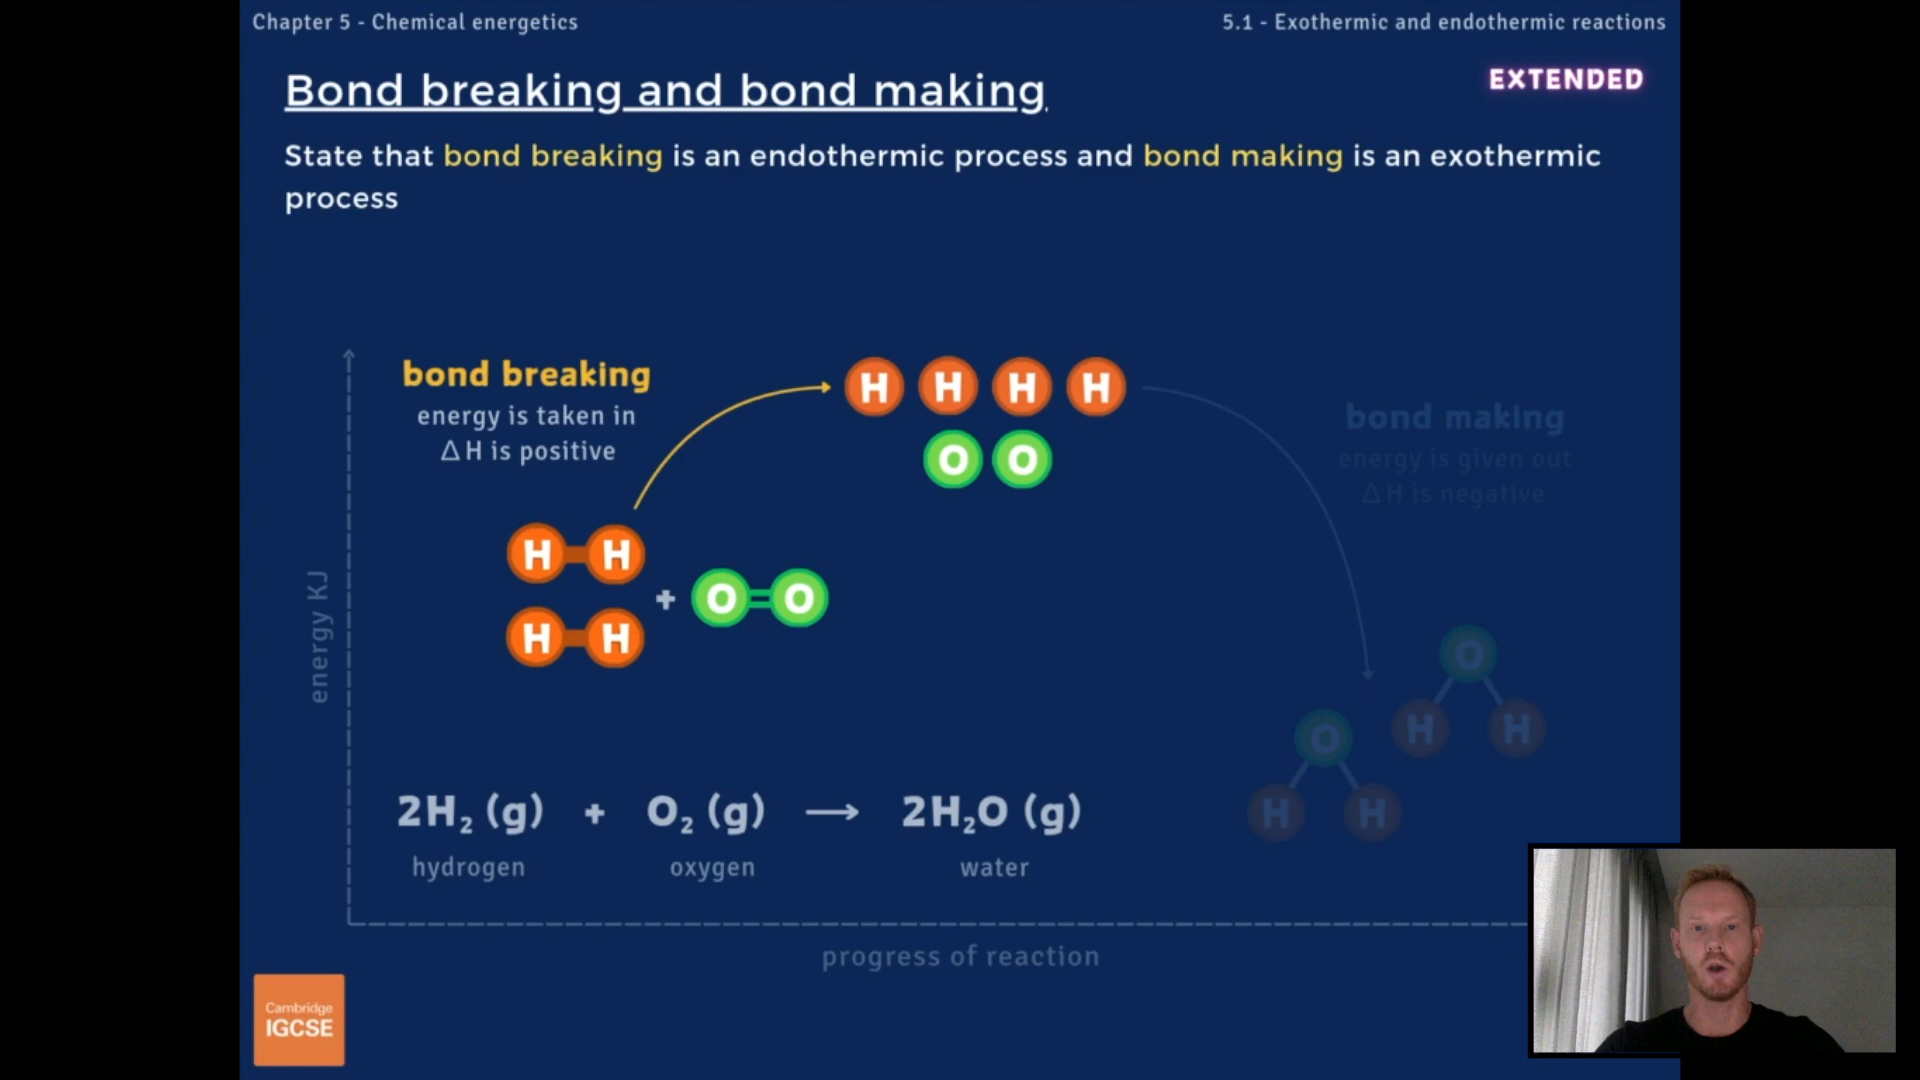 Chapter 5 - Chemical energetics
5.1 - Exothermic and endothermic reactions
Bond breaking and bond making
EXTENDED
State that bond breaking is an endothermic process and bond making is an exothermic
process
bond breaking
energy is taken in
Δ H is positive
H H H H
O O
bond making
energy is given out
Δ H is negative
H H
+ O=O
H H
energy KJ
O
H H
O
H H
2H₂ (g) + O₂ (g) ⟶ 2H₂O (g)
hydrogen oxygen water
progress of reaction
Cambridge
IGCSE